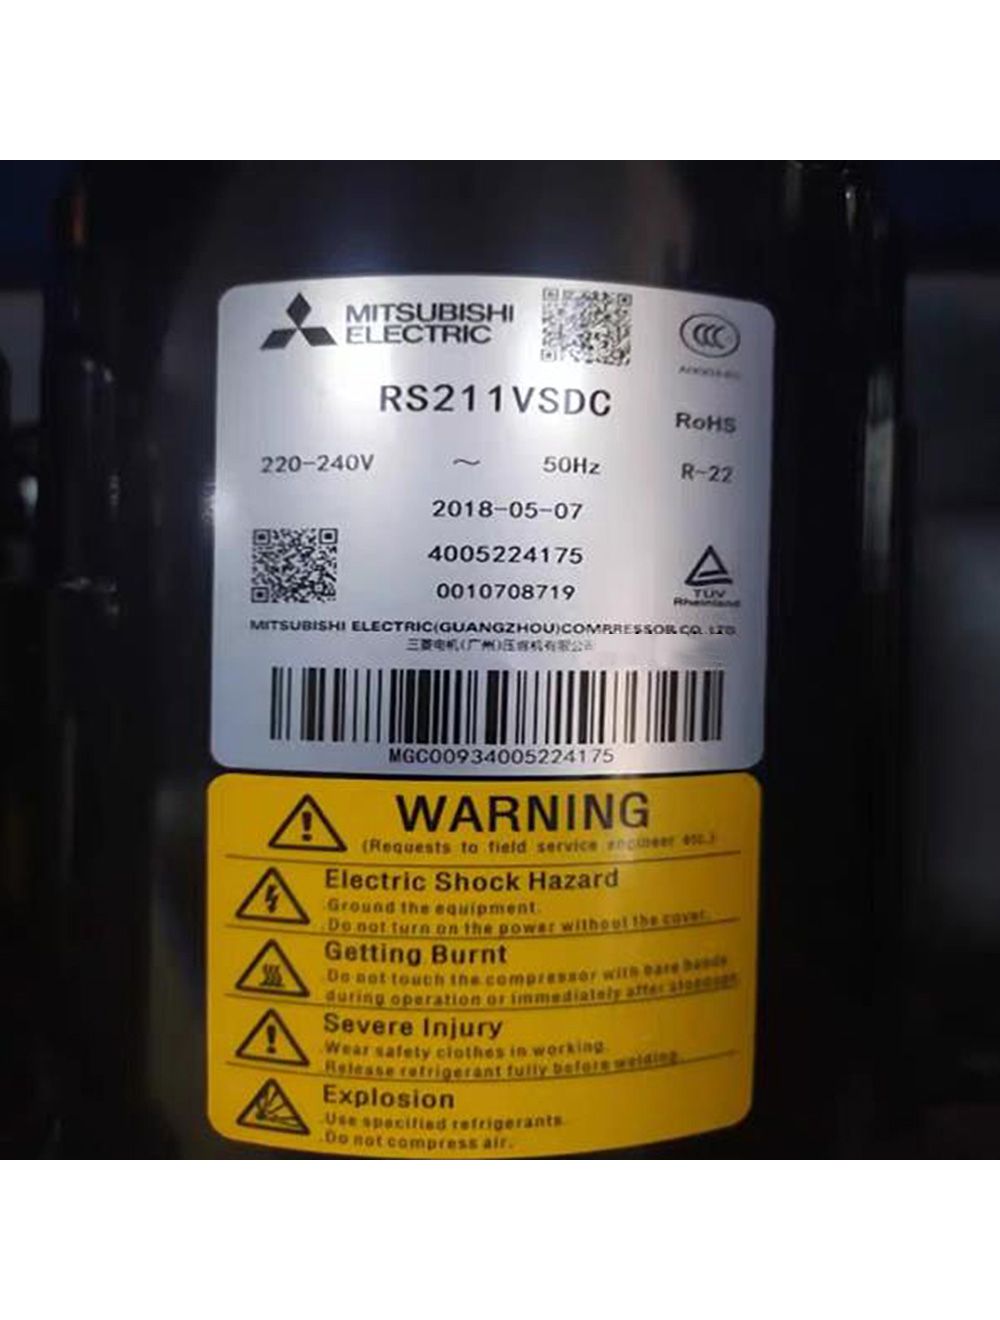 MITSUBISHI
ELECTRIC
CCC
RS211VSDC
RoHS
220-240V ~ 50Hz R-22
2018-05-07
4005224175
0010708719
TÜV
Rheinland
MITSUBISHI ELECTRIC(GUANGZHOU)COMPRESSOR CO. LTD
三菱电机(广州)压缩机有限公司
MGC00934005224175
WARNING
(Requests to field service engineer etc.)
Electric Shock Hazard
.Ground the equipment.
.Do not turn on the power without the cover.
Getting Burnt
.Do not touch the compressor with bare hands
during operation or immediately after stoppage.
Severe Injury
.Wear safety clothes in working.
.Release refrigerant fully before welding.
Explosion
.Use specified refrigerants.
.Do not compress air.